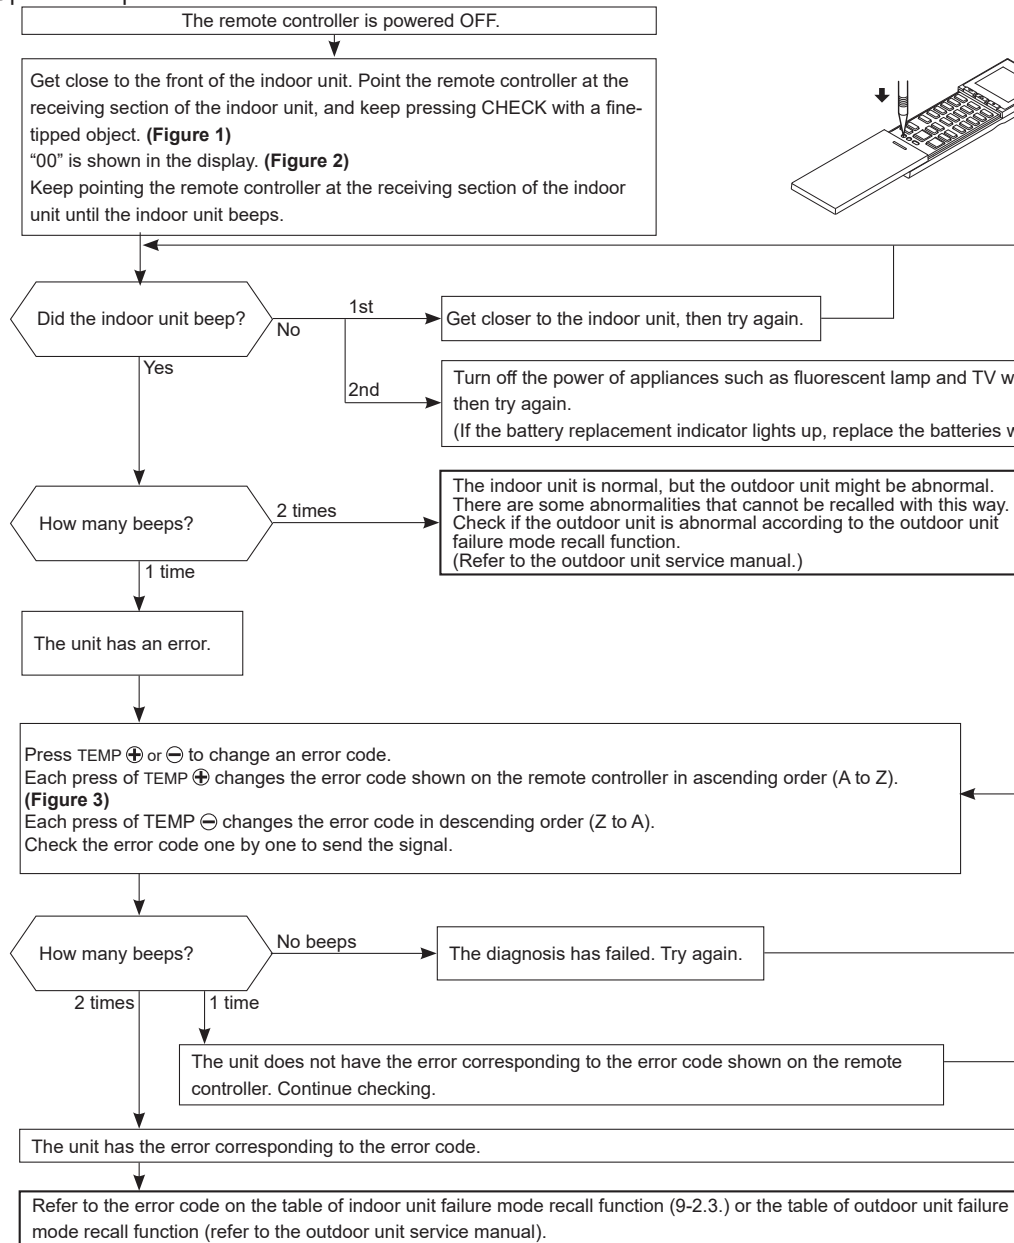 The remote controller is powered OFF.
Get close to the front of the indoor unit. Point the remote controller at the
receiving section of the indoor unit, and keep pressing CHECK with a fine-
tipped object. (Figure 1)
“00” is shown in the display. (Figure 2)
Keep pointing the remote controller at the receiving section of the indoor
unit until the indoor unit beeps.
Did the indoor unit beep?
No
1st
Get closer to the indoor unit, then try again.
Yes
2nd
Turn off the power of appliances such as fluorescent lamp and TV
then try again.
(If the battery replacement indicator lights up, replace the batteries
How many beeps?
2 times
The indoor unit is normal, but the outdoor unit might be abnormal.
There are some abnormalities that cannot be recalled with this way.
Check if the outdoor unit is abnormal according to the outdoor unit
failure mode recall function.
(Refer to the outdoor unit service manual.)
1 time
The unit has an error.
Press TEMP ⊕ or ⊖ to change an error code.
Each press of TEMP ⊕ changes the error code shown on the remote controller in ascending order (A to Z).
(Figure 3)
Each press of TEMP ⊖ changes the error code in descending order (Z to A).
Check the error code one by one to send the signal.
How many beeps?
No beeps
The diagnosis has failed. Try again.
2 times
1 time
The unit does not have the error corresponding to the error code shown on the remote
controller. Continue checking.
The unit has the error corresponding to the error code.
Refer to the error code on the table of indoor unit failure mode recall function (9-2.3.) or the table of outdoor unit failure
mode recall function (refer to the outdoor unit service manual).